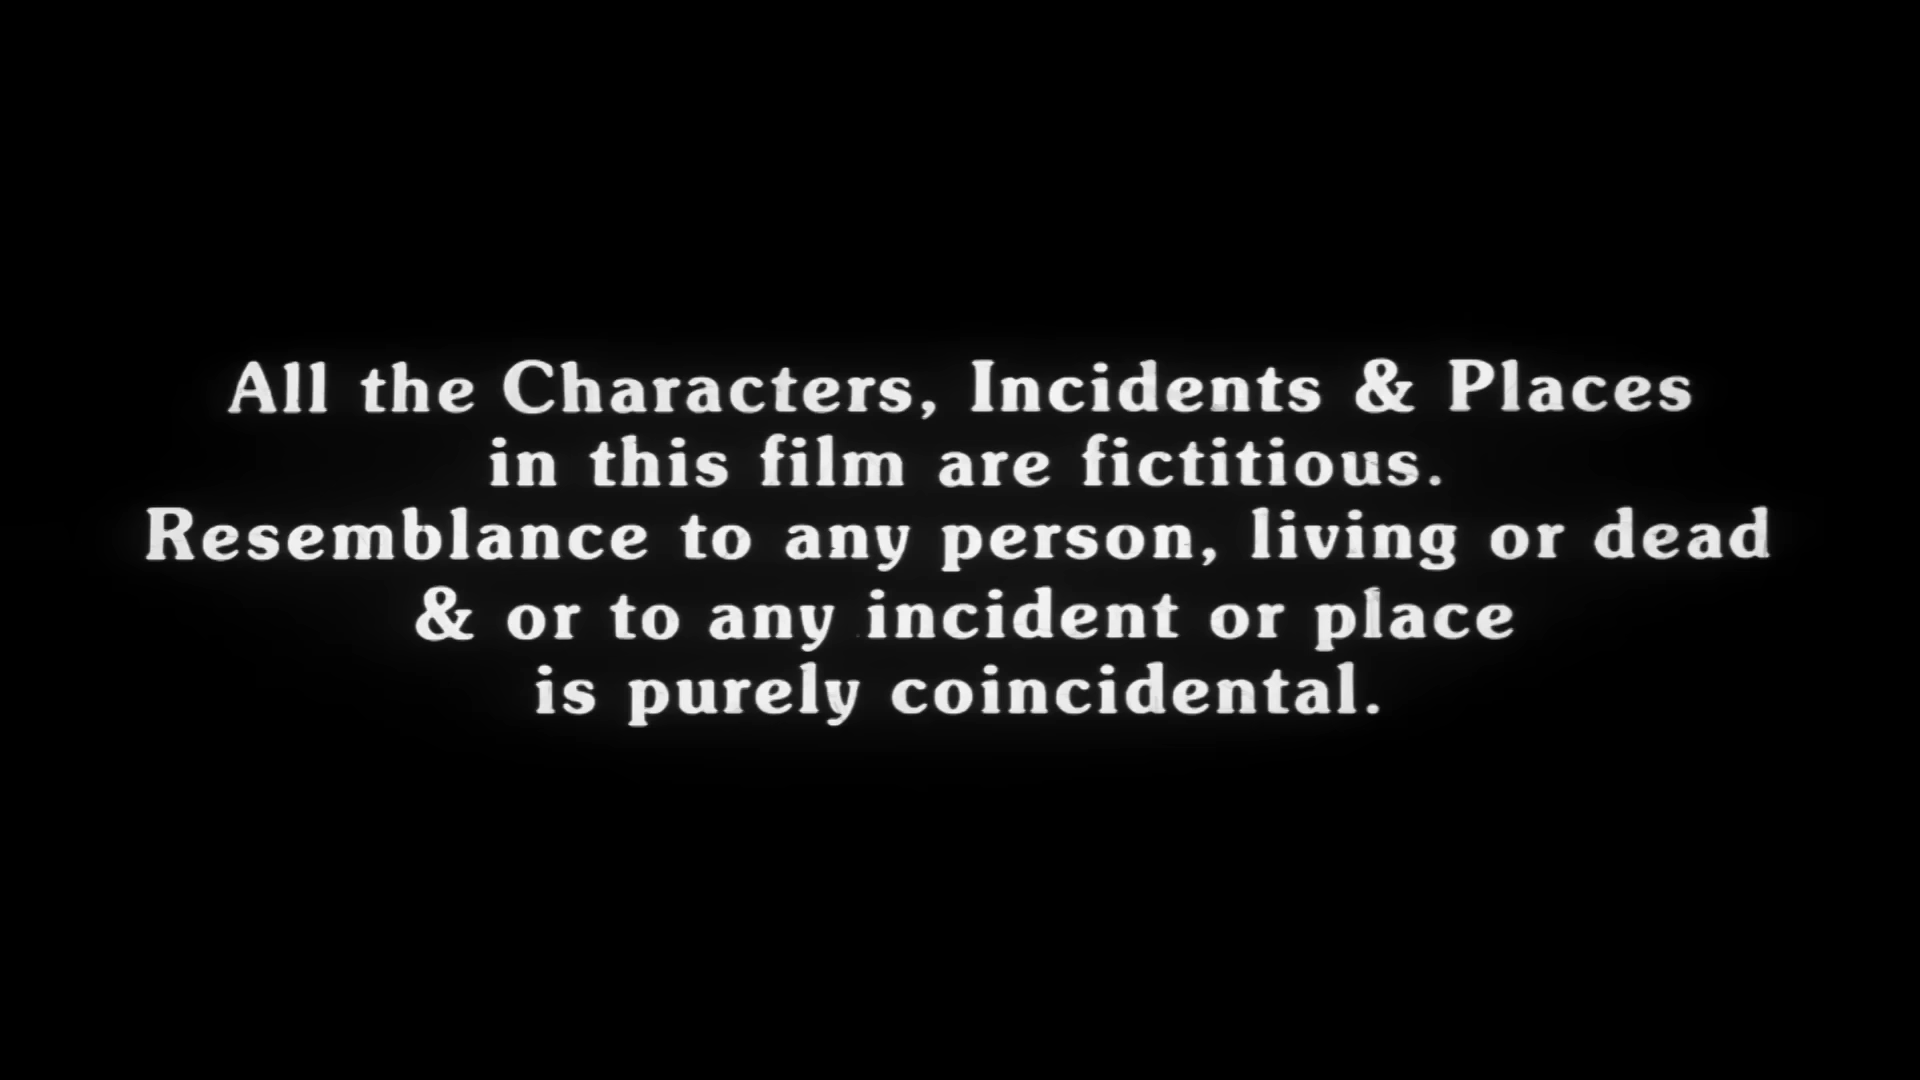 All the Characters, Incidents & Places
in this film are fictitious.
Resemblance to any person, living or dead
& or to any incident or place
is purely coincidental.